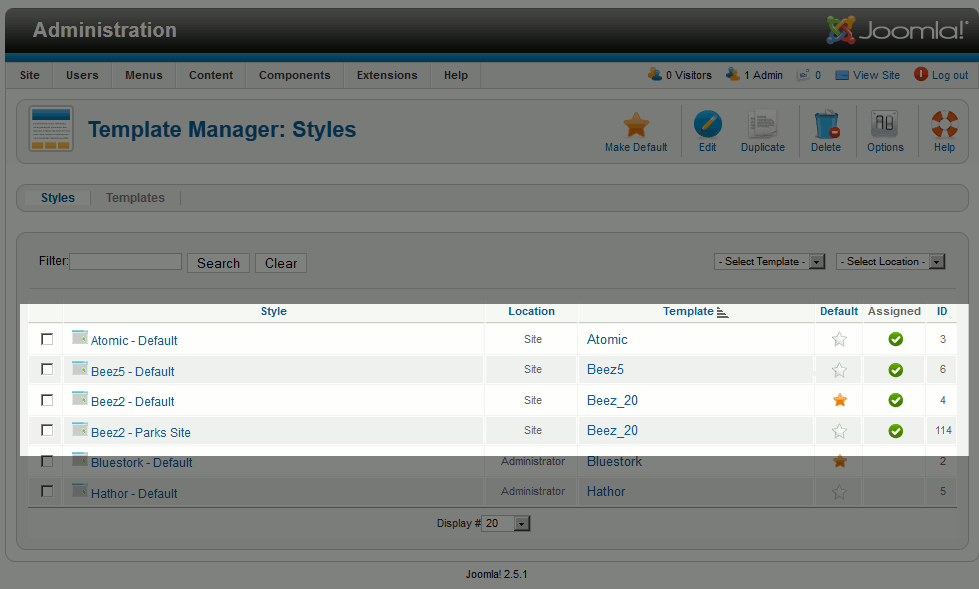 Administration Joomla!
Site Users Menus Content Components Extensions Help 0 Visitors 1 Admin 0 View Site Log out
Template Manager: Styles
Make Default Edit Duplicate Delete Options Help
Styles Templates
Filter: Search Clear - Select Template - - Select Location -
Style Location Template Default Assigned ID
Atomic - Default Site Atomic 3
Beez5 - Default Site Beez5 6
Beez2 - Default Site Beez_20 4
Beez2 - Parks Site Site Beez_20 114
Bluestork - Default Administrator Bluestork 2
Hathor - Default Administrator Hathor 5
Display # 20
Joomla! 2.5.1